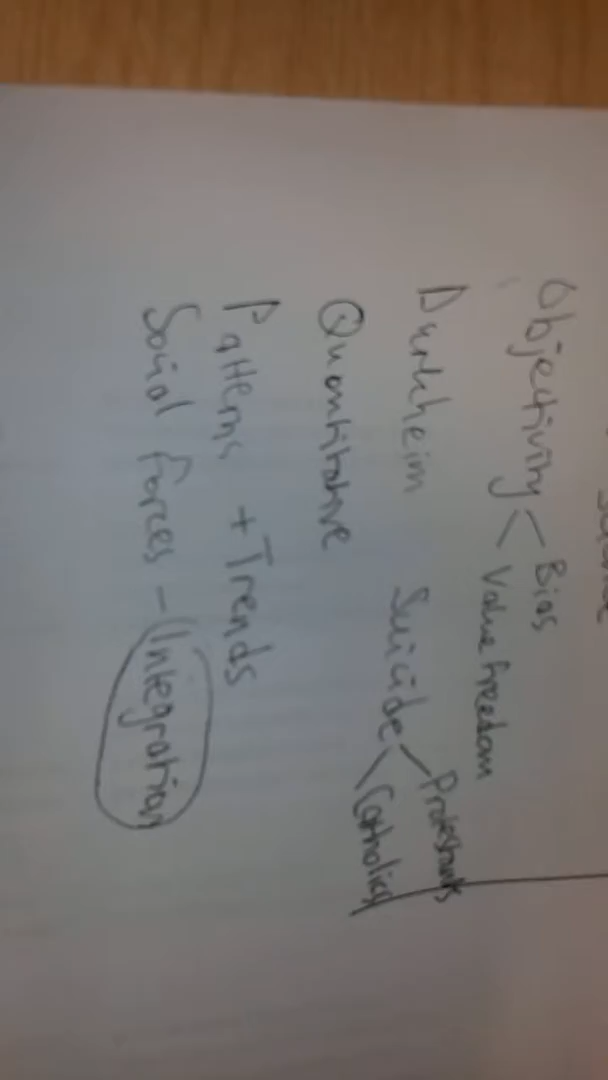 Objectivity < Bias
Value freedom
Durkheim Suicide < Protestants
Catholics
Quantitative
Patterns + Trends
Social Forces - Integration